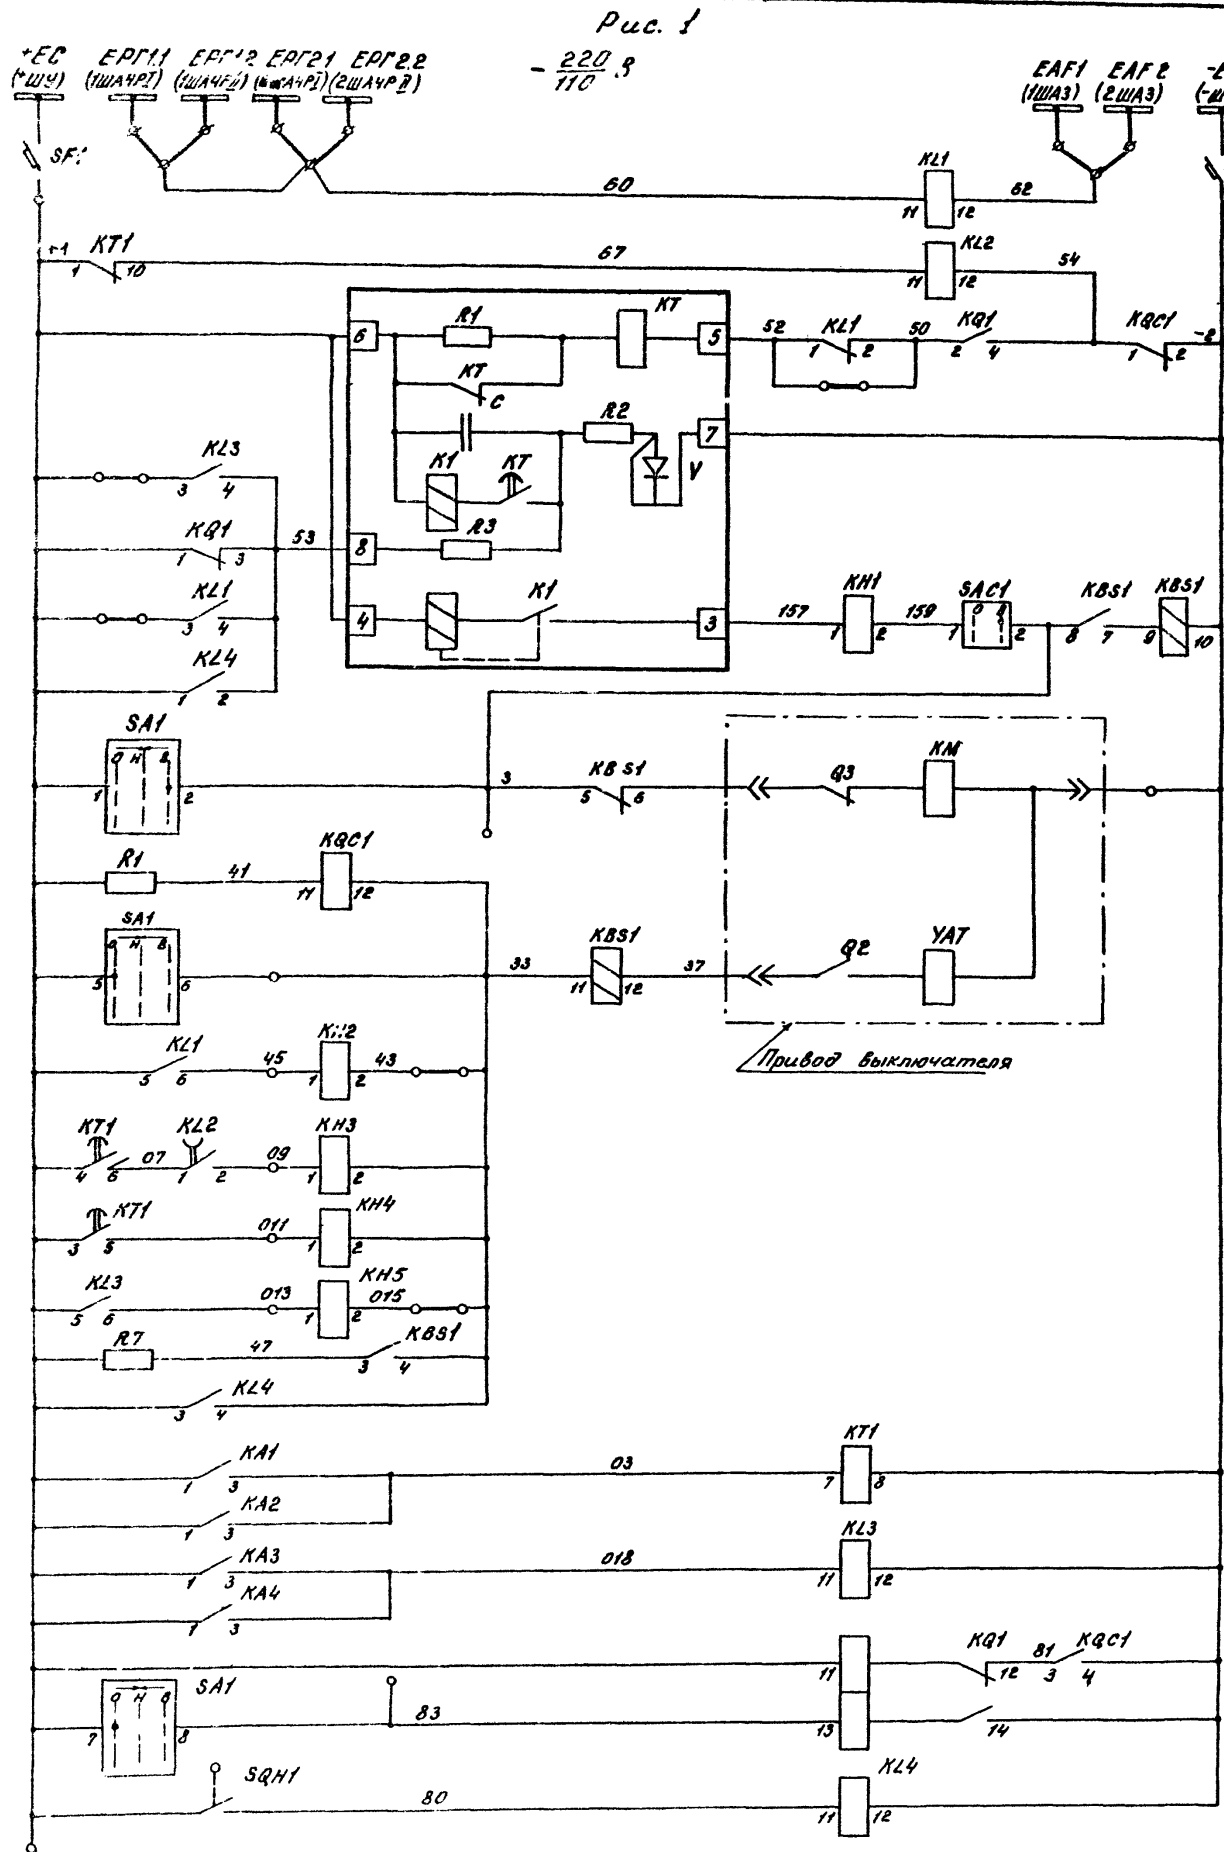 Рис. 1
+ЕС ЕРГ1.1 ЕРГ2.1 ЕРГ2.2
(+ШУ) (1ШАЧРI) (2ШАЧРII)
- 220/110 В
EAF1 EAF2
(1ШАЗ) (2ШАЗ)
KL1
60 62
11 12
+1 KT1 67 KL2 54
1 10 11 12
6 R1 KT 5 52 KL1 50 KQ1 KQC1 -2
1 2 2 4 1 2
KT
C
R2 7
K1 KT V
KL3
3 4
KQ1 53 8 R3
1 3
KL1
3 4
4 K1 3 157 KH1 159 SAC1 KBS1 KBS1
О В
1 2 1 2 8 7 9 10
KL4
1 2
SA1
О Н В
1 2
3 KBS1 Q3 KM
5 6
R1 41 KQC1
11 12
SA1
О Н В
5 6
33 KBS1 37 Q2 YAT
11 12
Привод выключателя
KL1 45 43
5 6 1 2
KT1 07 KL2 09 KH3
4 6 1 2 1 2
KT1 011 KH4
3 5 1 2
KL3 013 KH5 015
5 6 1 2
R7 47 KBS1
3 4
KL4
3 4
KA1 03 KT1
1 3 7 8
KA2
1 3
KA3 018 KL3
1 3 11 12
KA4
1 3
11 KQ1 12 81 KQC1
3 4
SA1
О Н В
7 8 83 13 14
SQH1 80 KL4
11 12